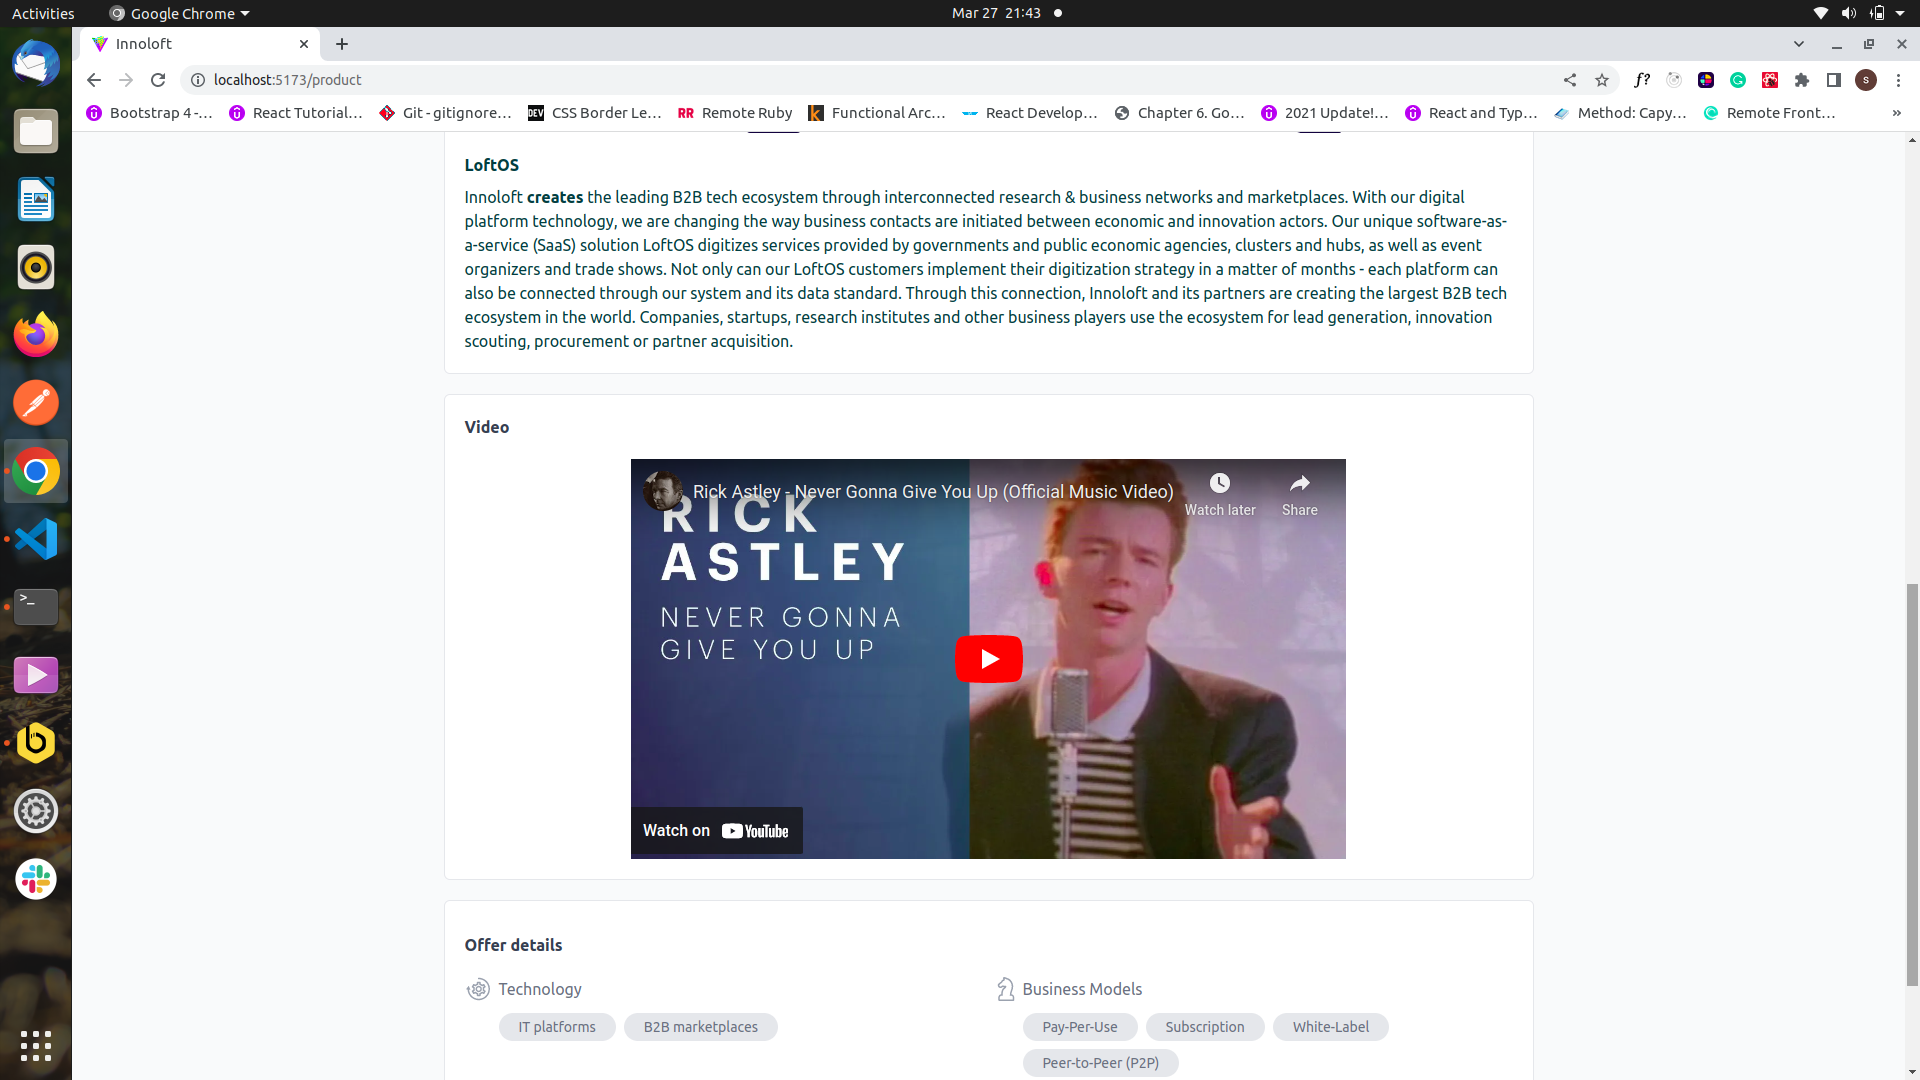 Activities
Google Chrome
Mar 27 21:43
Innoloft
localhost:5173/product
f?
S
Bootstrap 4 -...
React Tutorial...
Git - gitignore...
DEV
CSS Border Le...
RR
Remote Ruby
Functional Arc...
React Develop...
Chapter 6. Go...
2021 Update!...
React and Typ...
Method: Capy...
Remote Front...
»
LoftOS
Innoloft creates the leading B2B tech ecosystem through interconnected research & business networks and marketplaces. With our digital
platform technology, we are changing the way business contacts are initiated between economic and innovation actors. Our unique software-as-
a-service (SaaS) solution LoftOS digitizes services provided by governments and public economic agencies, clusters and hubs, as well as event
organizers and trade shows. Not only can our LoftOS customers implement their digitization strategy in a matter of months - each platform can
also be connected through our system and its data standard. Through this connection, Innoloft and its partners are creating the largest B2B tech
ecosystem in the world. Companies, startups, research institutes and other business players use the ecosystem for lead generation, innovation
scouting, procurement or partner acquisition.
Video
Rick Astley - Never Gonna Give You Up (Official Music Video)
Watch later
Share
RICK
ASTLEY
NEVER GONNA
GIVE YOU UP
Watch on YouTube
Offer details
Technology
IT platforms
B2B marketplaces
Business Models
Pay-Per-Use
Subscription
White-Label
Peer-to-Peer (P2P)